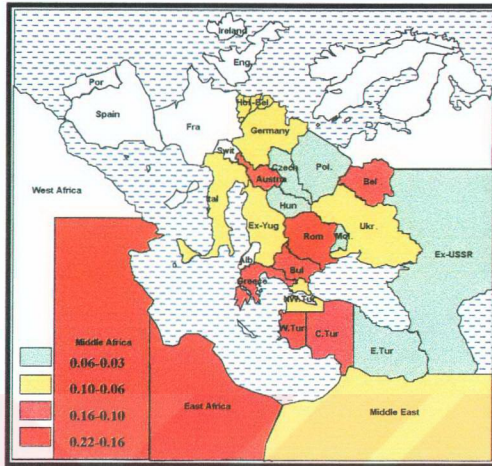 Ireland
Eng.
Por
Spain
Fra
Hol-Bel
Germany
Swit
Czech
Pol.
Austria
Bel
West Africa
Ital
Hun
Ex-Yug
Rom
Mol.
Ukr.
Ex-USSR
Alb
Bul
Greece
NW.Tur
W.Tur
C.Tur
E.Tur
Middle Africa
East Africa
Middle East
0.06-0.03
0.10-0.06
0.16-0.10
0.22-0.16